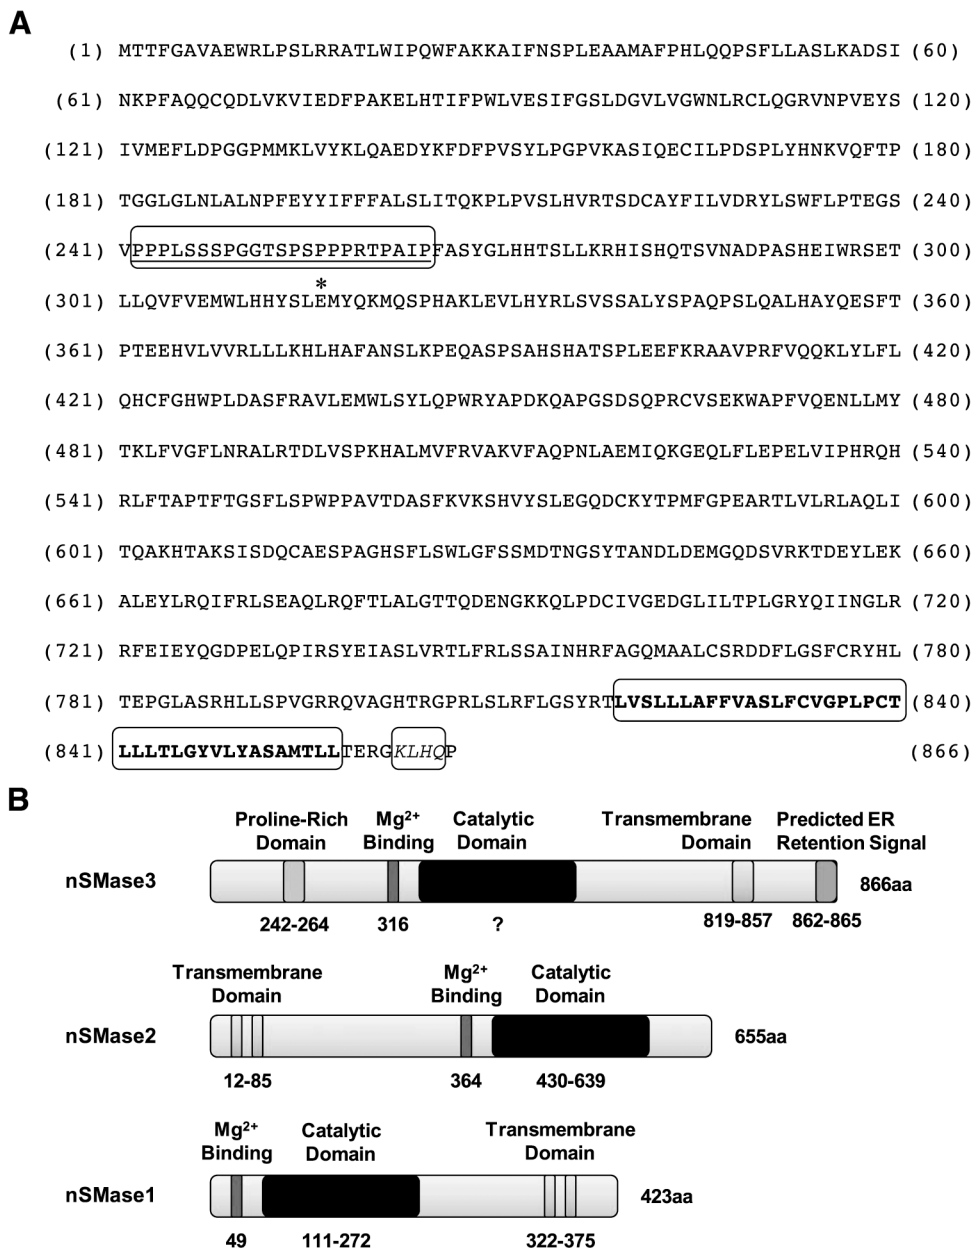 A
(1) MTTFGAVAEWRLPSLRRATLWIPQWFAKKAIFNSPLEAAMAFPHLQQPSFLLASLKADSI (60)
(61) NKPFAQQCQDLVKVIEDFPAKELHTIFPWLVESIFGSLDGVLVGWNLRCLQGRVNPVEYS (120)
(121) IVMEFLDPGGPMMKLVYKLQAEDYKFDFPVSYLPGPVKASIQECILPDSPLYHNKVQFTP (180)
(181) TGGLGLNLALNPFEYYIFFFALSLITQKPLPVSLHVRTSDCAYFILVDRYLSWFLPTEGS (240)
(241) VPPPLSSSPGGTSPSPPPRTPAIPFASYGLHHTSLLKRHISHQTSVNADPASHEIWRSET (300)
*
(301) LLQVFVEMWLHHYSLEMYQKMQSPHAKLEVLHYRLSVSSALYSPAQPSLQALHAYQESFT (360)
(361) PTEEHVLVVRLLLKHLHAFANSLKPEQASPSAHSHATSPLEEFKRAAVPRFVQQKLYLFL (420)
(421) QHCFGHWPLDASFRAVLEMWLSYLQPWRYAPDKQAPGSDSQPRCVSEKWAPFVQENLLMY (480)
(481) TKLFVGFLNRALRTDLVSPKHALMVFRVAKVFAQPNLAEMIQKGEQLFLEPELVIPHRQH (540)
(541) RLFTAPTFTGSFLSPWPPAVTDASFKVKSHVYSLEGQDCKYTPMFGPEARTLVLRLAQLI (600)
(601) TQAKHTAKSISDQCAESPAGHSFLSWLGFSSMDTNGSYTANDLDEMGQDSVRKTDEYLEK (660)
(661) ALEYLRQIFRLSEAQLRQFTLALGTTQDENGKKQLPDCIVGEDGLILTPLGRYQIINGLR (720)
(721) RFEIEYQGDPELQPIRSYEIASLVRTLFRLSSAINHRFAGQMAALCSRDDFLGSFCRYHL (780)
(781) TEPGLASRHLLSPVGRRQVAGHTRGPRLSLRFLGSYRTLVSLLLAFFVASLFCVGPLPCT (840)
(841) LLLTLGYVLYASAMTLLTERGKLHQP (866)
B
Proline-Rich Domain
Mg2+ Binding
Catalytic Domain
Transmembrane Domain
Predicted ER Retention Signal
nSMase3
866aa
242-264 316 ? 819-857 862-865
Transmembrane Domain
Mg2+ Binding
Catalytic Domain
nSMase2
655aa
12-85 364 430-639
Mg2+ Binding
Catalytic Domain
Transmembrane Domain
nSMase1
423aa
49 111-272 322-375